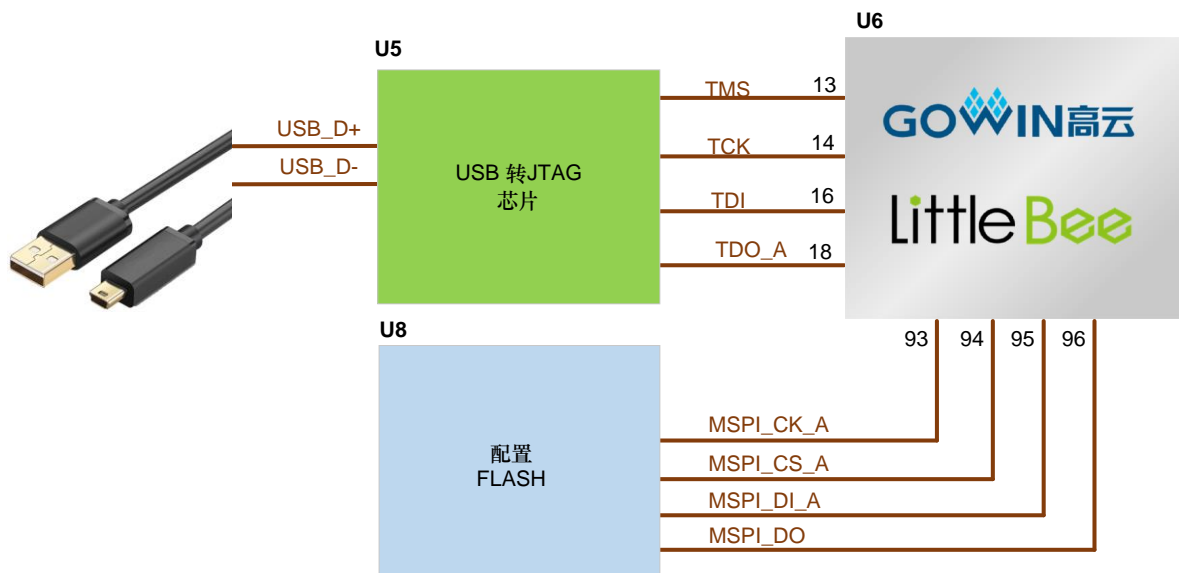 U6
U5
TMS
13
GOWIN高云
USB_D+
TCK
14
USB_D-
USB 转JTAG
芯片
TDI
16
LittleBee
TDO_A
18
U8
93
94
95
96
MSPI_CK_A
配置
FLASH
MSPI_CS_A
MSPI_DI_A
MSPI_DO